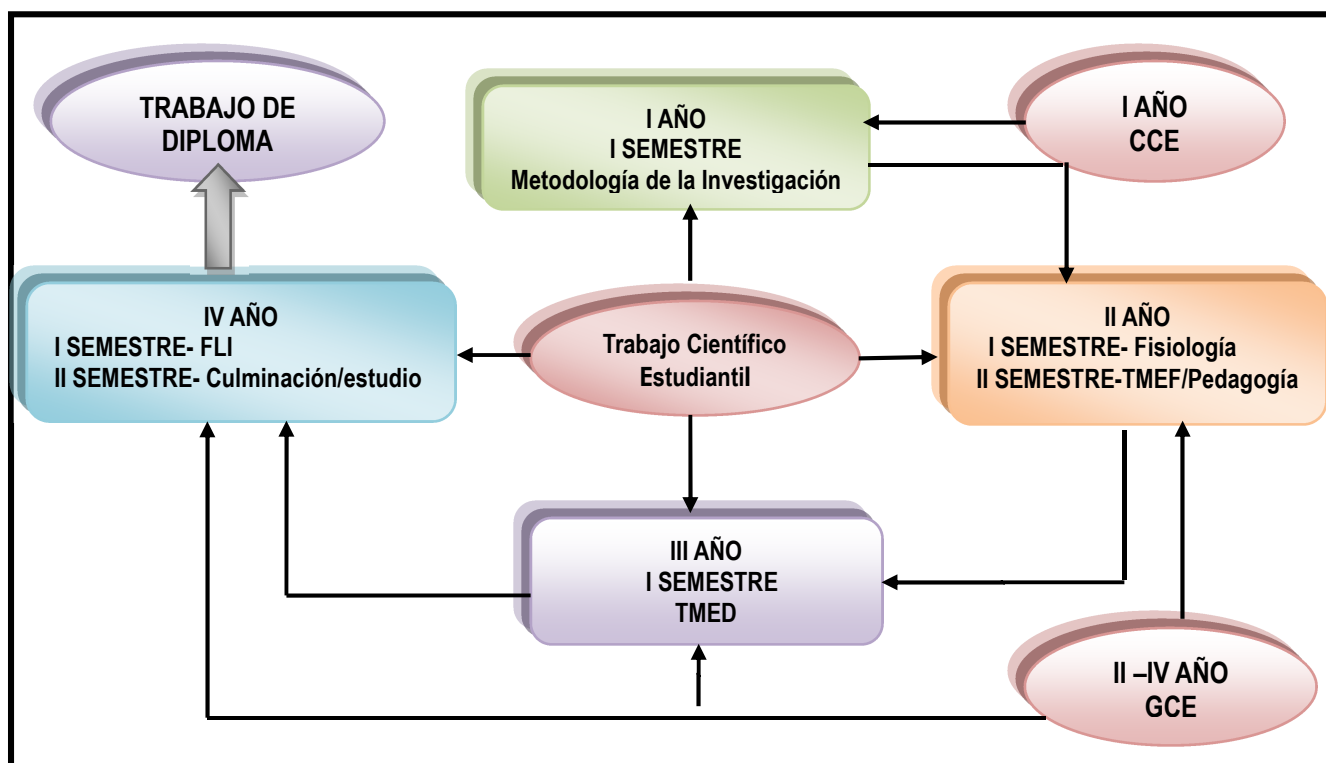 TRABAJO DE
DIPLOMA
I AÑO
I SEMESTRE
Metodología de la Investigación
I AÑO
CCE
IV AÑO
I SEMESTRE- FLI
II SEMESTRE- Culminación/estudio
Trabajo Científico
Estudiantil
II AÑO
I SEMESTRE- Fisiología
II SEMESTRE-TMEF/Pedagogía
III AÑO
I SEMESTRE
TMED
II –IV AÑO
GCE